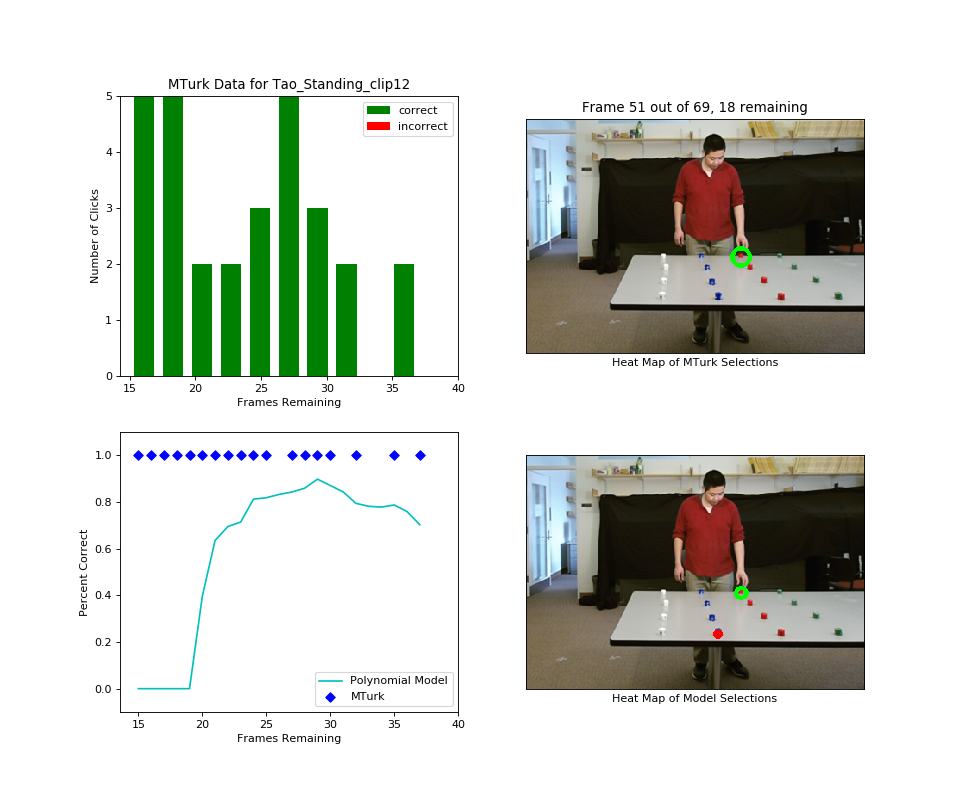 MTurk Data for Tao_Standing_clip12
5
4
3
2
1
0
Number of Clicks
correct
incorrect
15 20 25 30 35 40
Frames Remaining
Frame 51 out of 69, 18 remaining
Heat Map of MTurk Selections
1.0
0.8
0.6
0.4
0.2
0.0
Percent Correct
Polynomial Model
MTurk
15 20 25 30 35 40
Frames Remaining
Heat Map of Model Selections